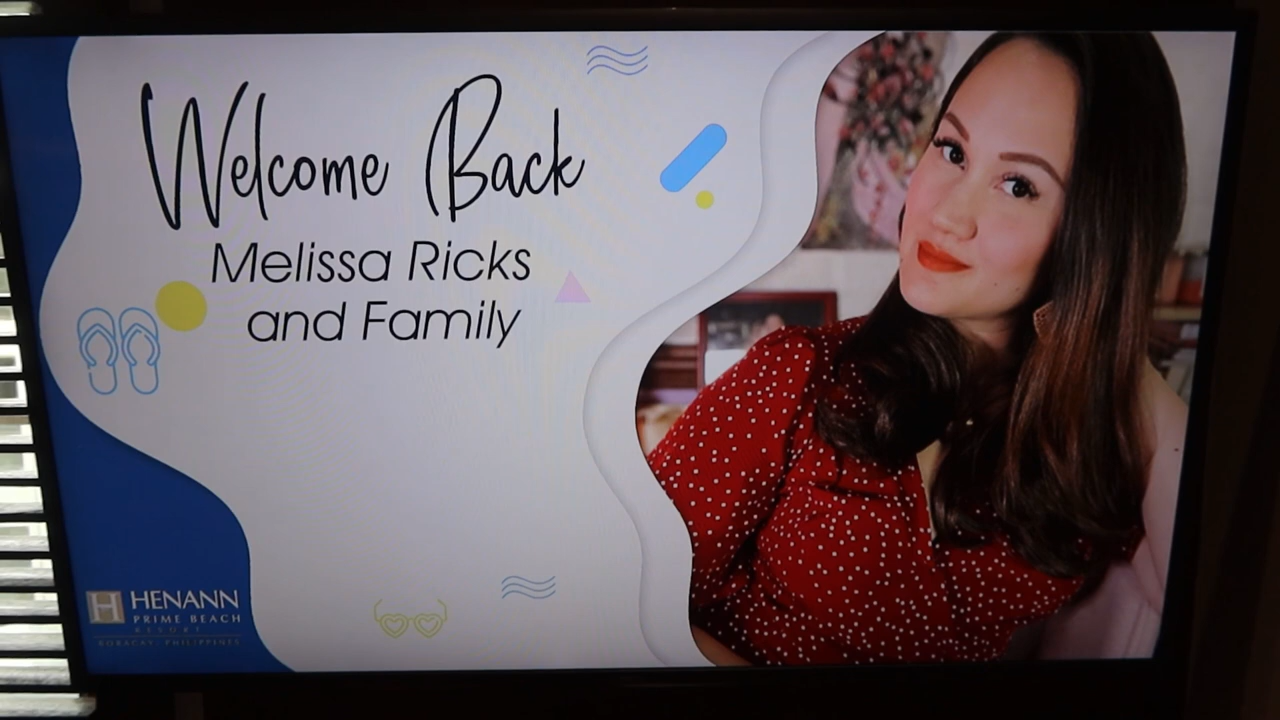 Welcome Back
Melissa Ricks
and Family
H HENANN
PRIME BEACH
RESORT
BORACAY, PHILIPPINES